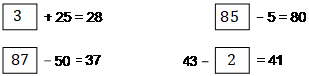 3 + 25 = 28
85 – 5 = 80
87 – 50 = 37
43 – 2 = 41